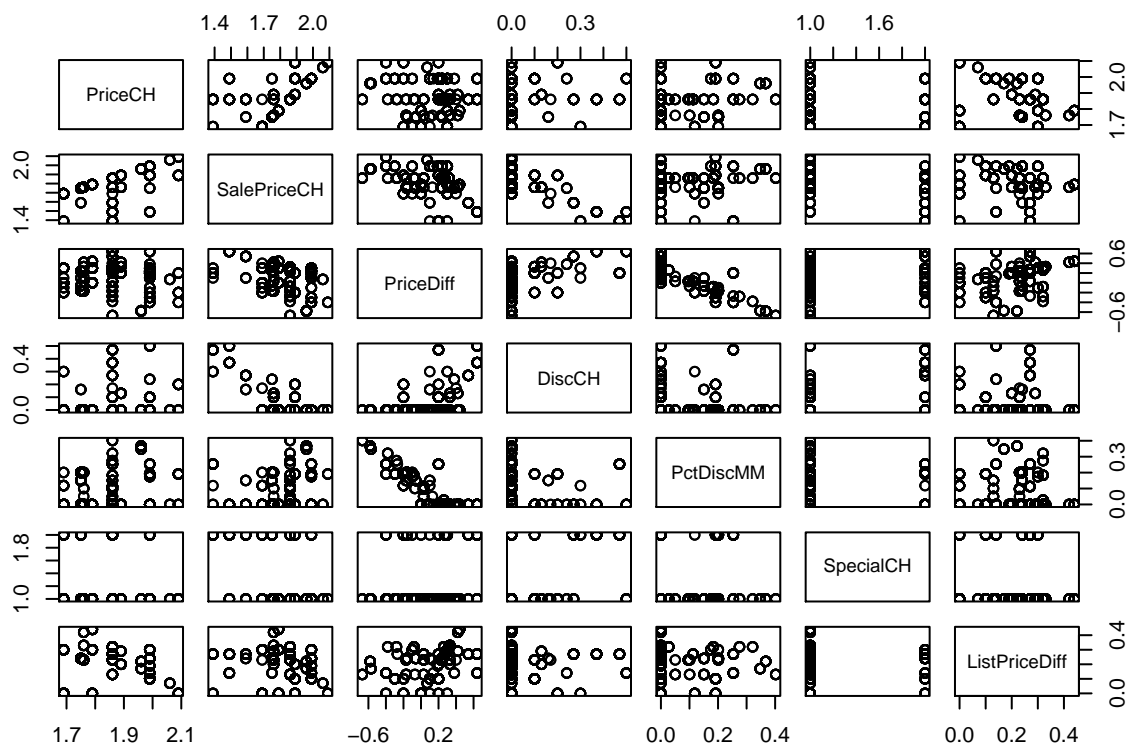 1.4 1.7 2.0 0.0 0.3 1.0 1.6
PriceCH 1.7 2.0
1.4 2.0 SalePriceCH
PriceDiff −0.6 0.6
0.0 0.4 DiscCH
PctDiscMM 0.0 0.3
1.0 1.8 SpecialCH
ListPriceDiff 0.0 0.4
1.7 1.9 2.1 −0.6 0.2 0.0 0.2 0.4 0.0 0.2 0.4